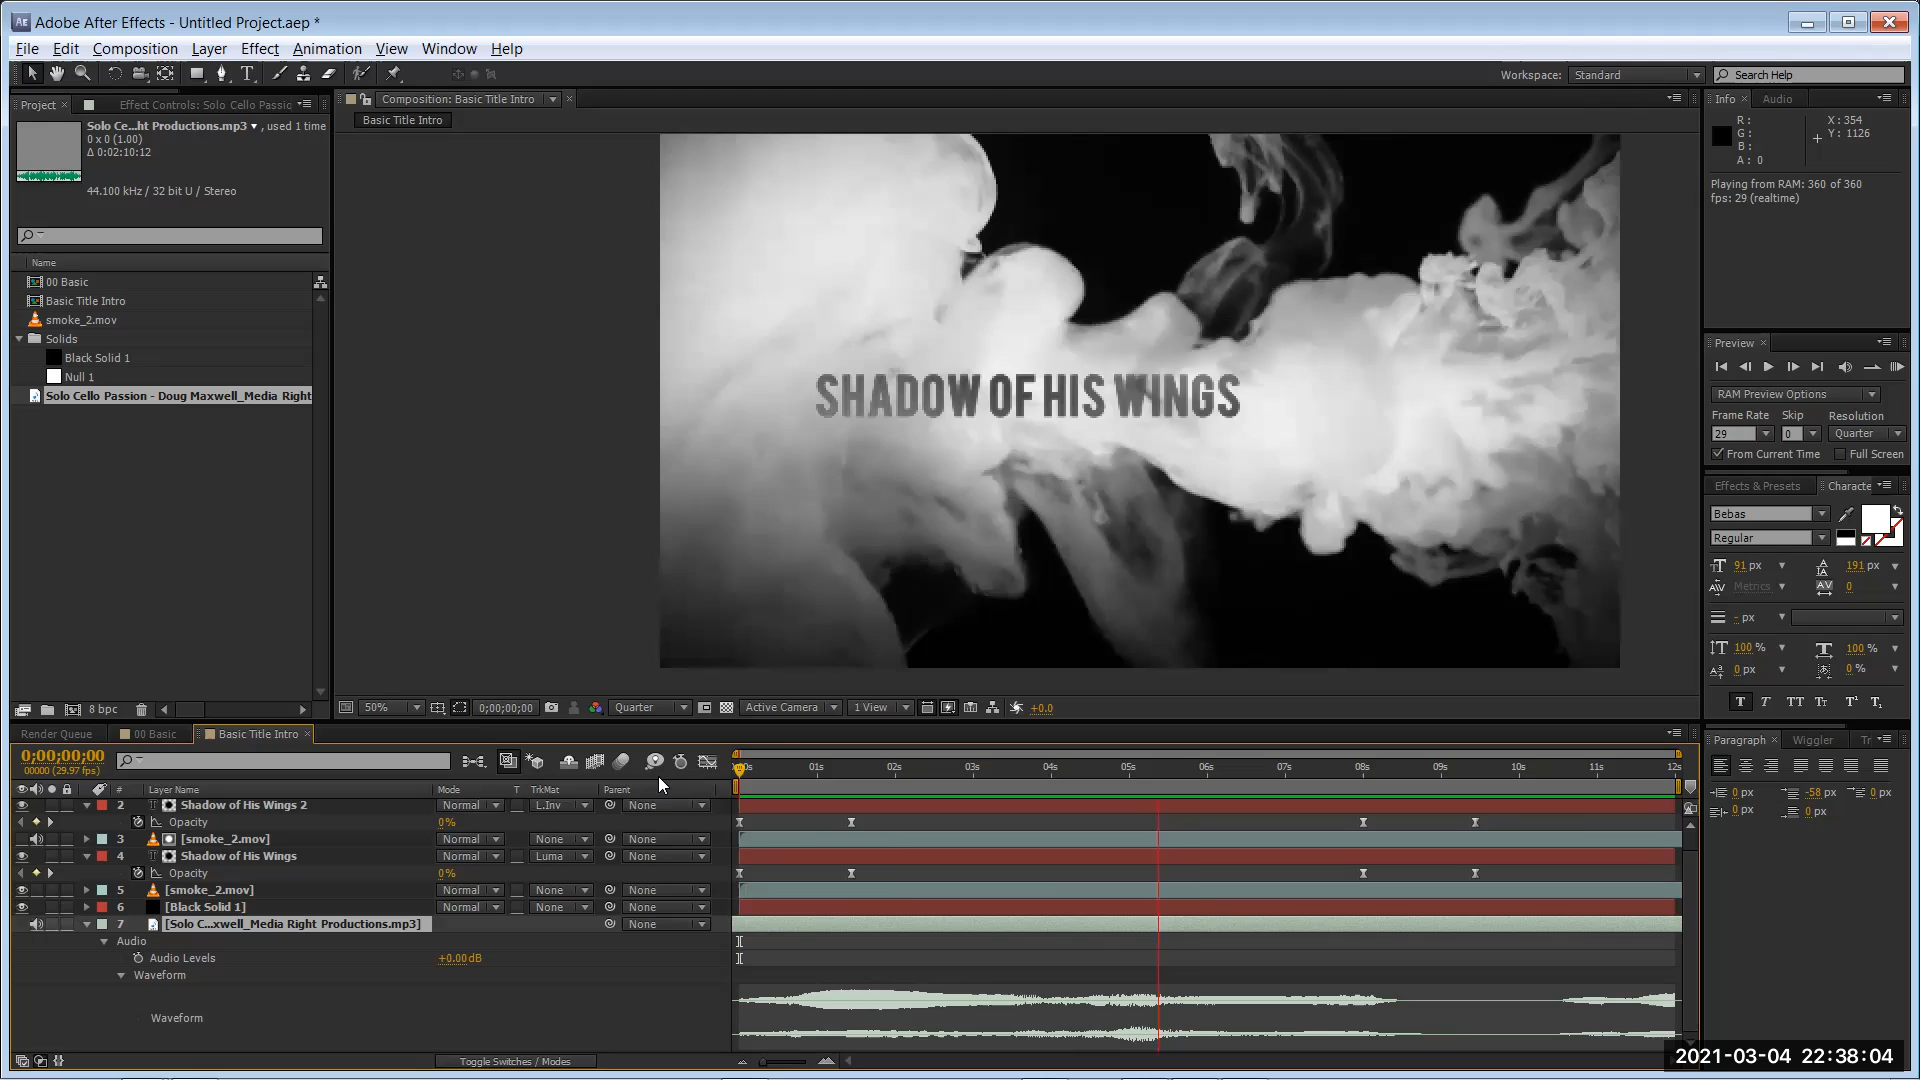 Adobe After Effects - Untitled Project.aep *
File Edit Composition Layer Effect Animation View Window Help
Workspace: Standard Search Help
Project Effect Controls: Solo Cello Passio
Composition: Basic Title Intro
Info Audio
Basic Title Intro
Solo Ce...ht Productions.mp3 , used 1 time
0 x 0 (1.00)
Δ 0:02:10:12
44.100 kHz / 32 bit U / Stereo
R :
G :
B :
A : 0
X : 354
Y : 1126
Playing from RAM: 360 of 360
fps: 29 (realtime)
Name
00 Basic
Basic Title Intro
smoke_2.mov
Solids
Black Solid 1
Null 1
Solo Cello Passion - Doug Maxwell_Media Right
SHADOW OF HIS WINGS
Preview
RAM Preview Options
Frame Rate Skip Resolution
29 0 Quarter
From Current Time Full Screen
Effects & Presets Characte
Bebas
Regular
91 px 191 px
Metrics 0
- px
100 % 100 %
0 px 0 %
8 bpc
50% 0;00;00;00 Quarter Active Camera 1 View +0.0
Render Queue 00 Basic Basic Title Intro
Paragraph Wiggler Tr
0;00;00;00
00000 (29.97 fps)
01s 02s 03s 04s 05s 06s 07s 08s 09s 10s 11s 12s
# Layer Name Mode T TrkMat Parent
2 Shadow of His Wings 2 Normal L.Inv None
Opacity 0%
3 [smoke_2.mov] Normal None None
4 Shadow of His Wings Normal Luma None
Opacity 0%
5 [smoke_2.mov] Normal None None
6 [Black Solid 1] Normal None None
7 [Solo C...xwell_Media Right Productions.mp3] None
Audio
Audio Levels +0.00dB
Waveform
Waveform
Toggle Switches / Modes
0 px -58 px 0 px
0 px 0 px
2021-03-04 22:38:04